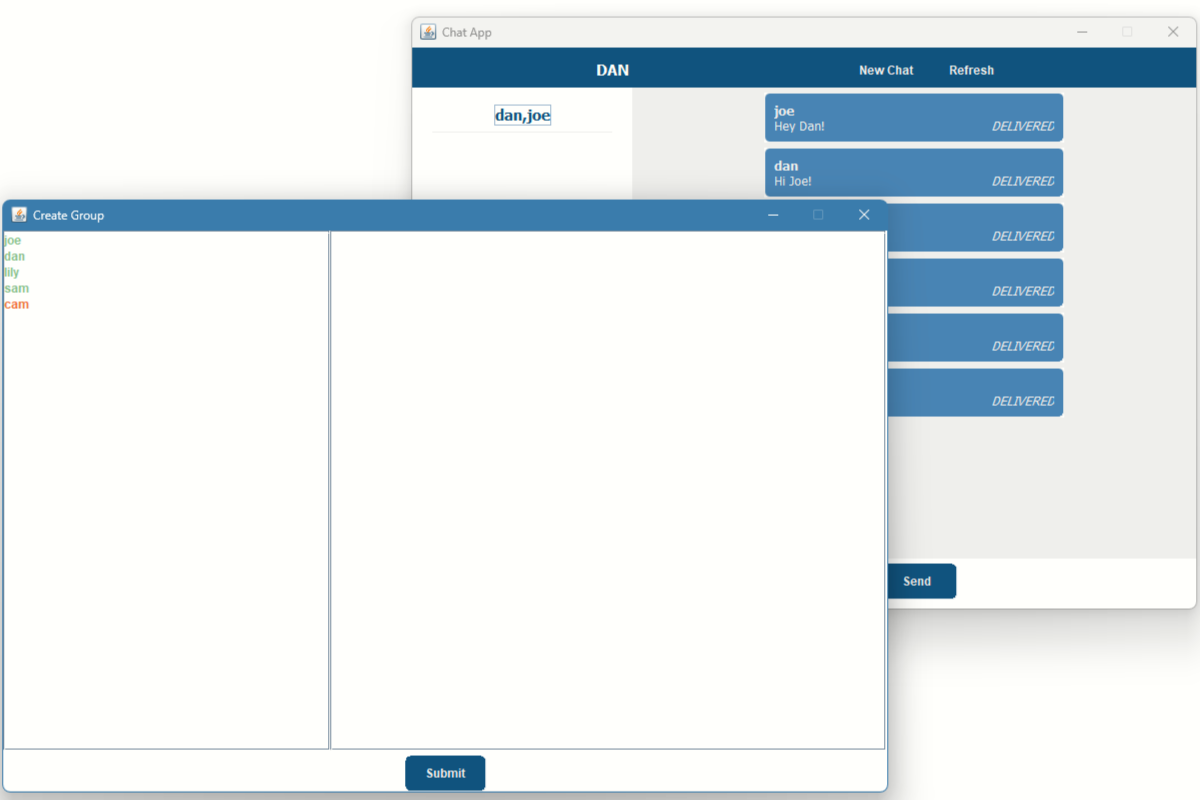 Chat App
DAN
New Chat Refresh
dan,joe
joe
Hey Dan!
DELIVERED
dan
Hi Joe!
DELIVERED
DELIVERED
DELIVERED
DELIVERED
DELIVERED
Send
Create Group
joe
dan
lily
sam
cam
Submit